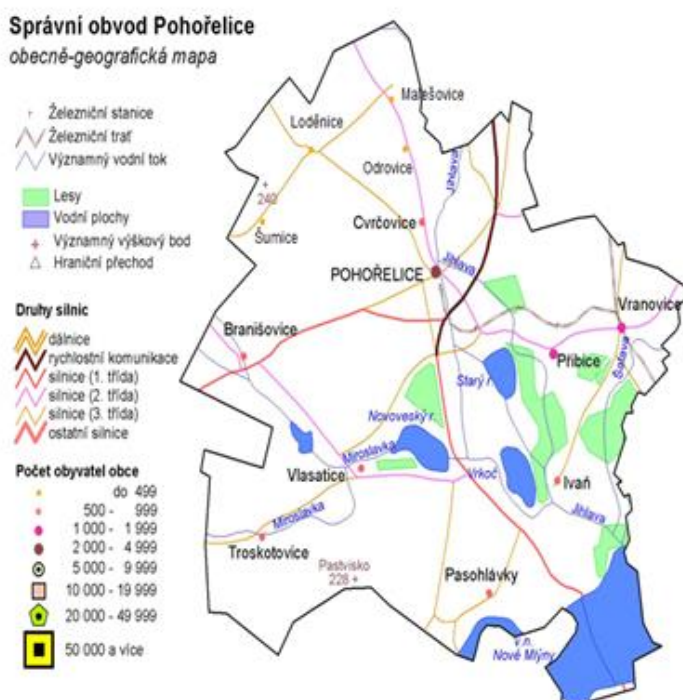 Správní obvod Pohořelice
obecně-geografická mapa
Železniční stanice
Železniční trať
Významný vodní tok
Lesy
Vodní plochy
Významný výškový bod
Hraniční přechod
Druhy silnic
dálnice
rychlostní komunikace
silnice (1. třída)
silnice (2. třída)
silnice (3. třída)
ostatní silnice
Počet obyvatel obce
do 499
500 - 999
1 000 - 1 999
2 000 - 4 999
5 000 - 9 999
10 000 - 19 999
20 000 - 49 999
50 000 a více
Malešovice
Loděnice
Odrovice
Jihlava
240
Šumice
Cvrčovice
Jihlava
POHOŘELICE
Vranovice
Branišovice
Přibice
Šatava
Starý r.
Novoveský r.
Miroslavka
Vlasatice
Vrkoč
Ivaň
Jihlava
Miroslavka
Troskotovice
Pastvisko
228
Pasohlávky
v.n.
Nové Mlýny